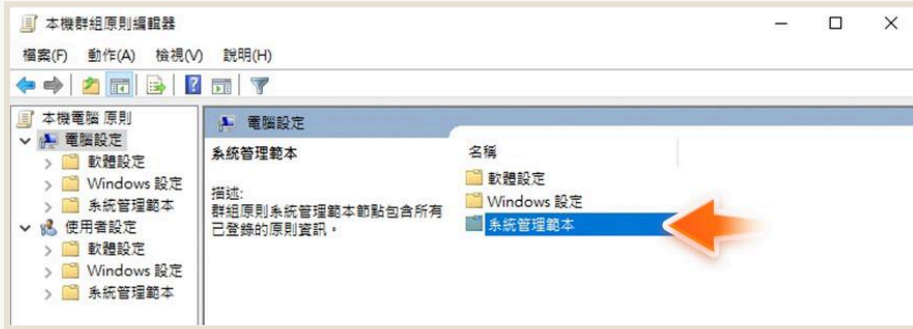 本機群組原則編輯器
檔案(F) 動作(A) 檢視(V) 說明(H)
本機電腦 原則
電腦設定
軟體設定
Windows 設定
系統管理範本
使用者設定
軟體設定
Windows 設定
系統管理範本
電腦設定
系統管理範本
描述:
群組原則系統管理範本節點包含所有
已登錄的原則資訊。
名稱
軟體設定
Windows 設定
系統管理範本